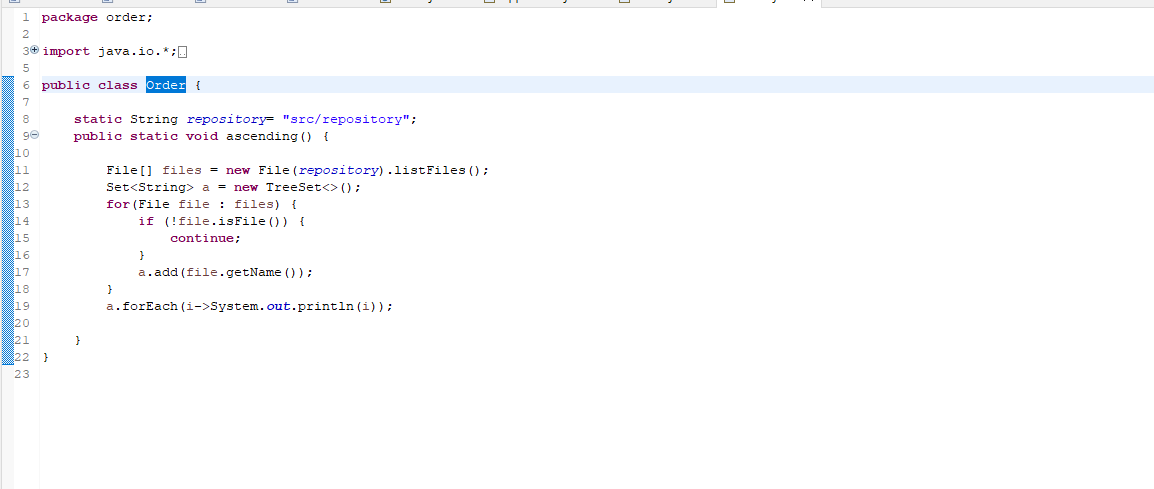 1 package order;
2
3 import java.io.*;
5
6 public class Order {
7
8 static String repository= "src/repository";
9 public static void ascending() {
10
11 File[] files = new File(repository).listFiles();
12 Set<String> a = new TreeSet<>();
13 for(File file : files) {
14 if (!file.isFile()) {
15 continue;
16 }
17 a.add(file.getName());
18 }
19 a.forEach(i->System.out.println(i));
20
21 }
22 }
23